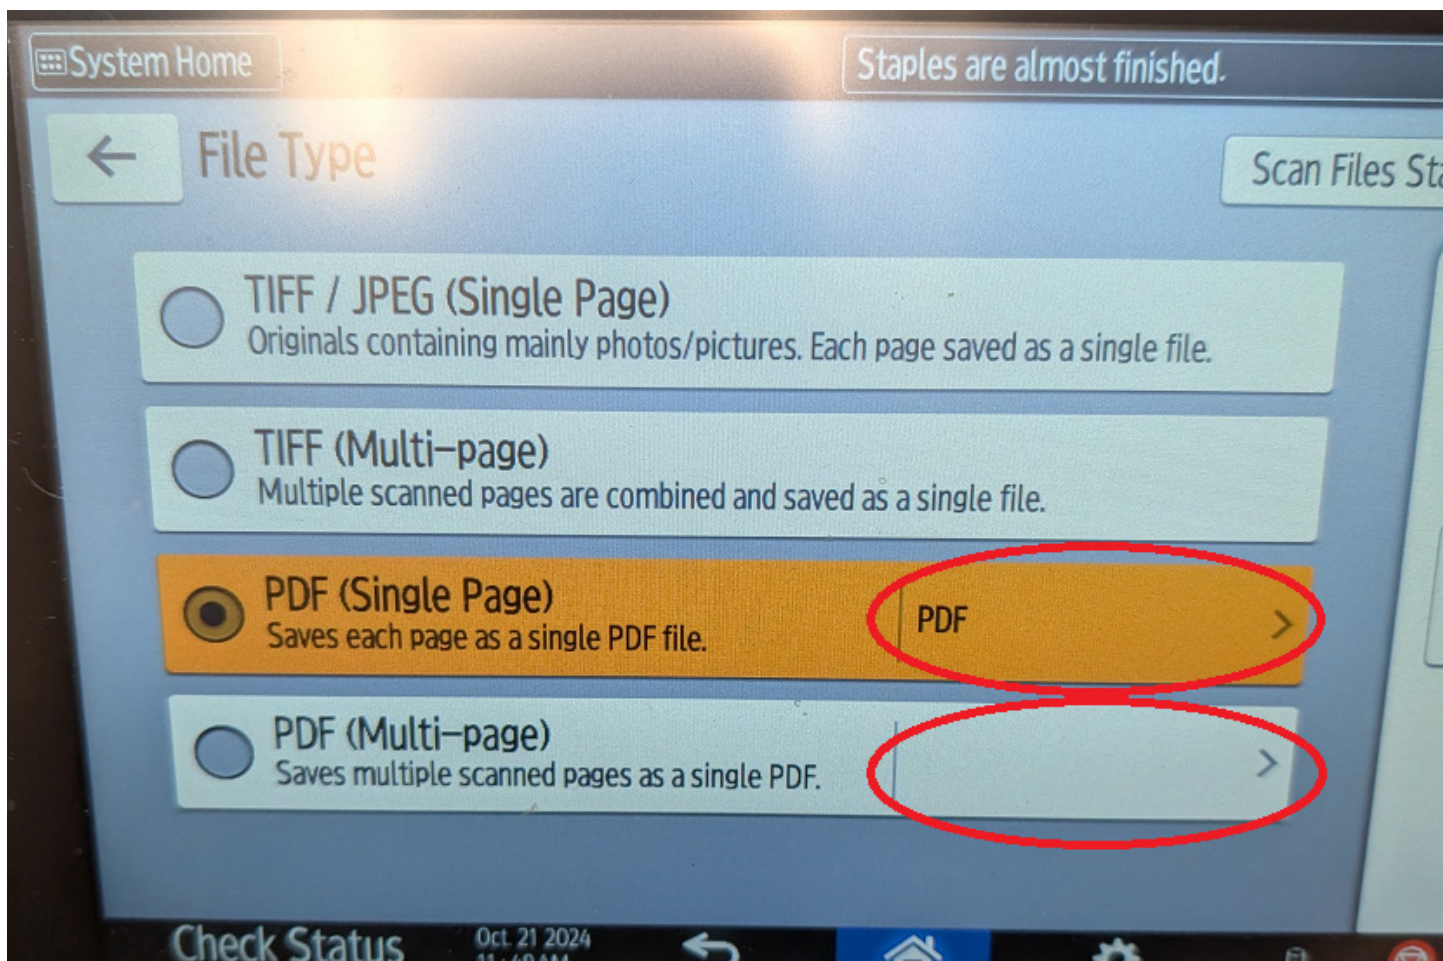 System Home
Staples are almost finished.
File Type
Scan Files
TIFF / JPEG (Single Page)
Originals containing mainly photos/pictures. Each page saved as a single file.
TIFF (Multi-page)
Multiple scanned pages are combined and saved as a single file.
PDF (Single Page)
Saves each page as a single PDF file.
PDF
PDF (Multi-page)
Saves multiple scanned pages as a single PDF.
Check Status
Oct. 21 2024